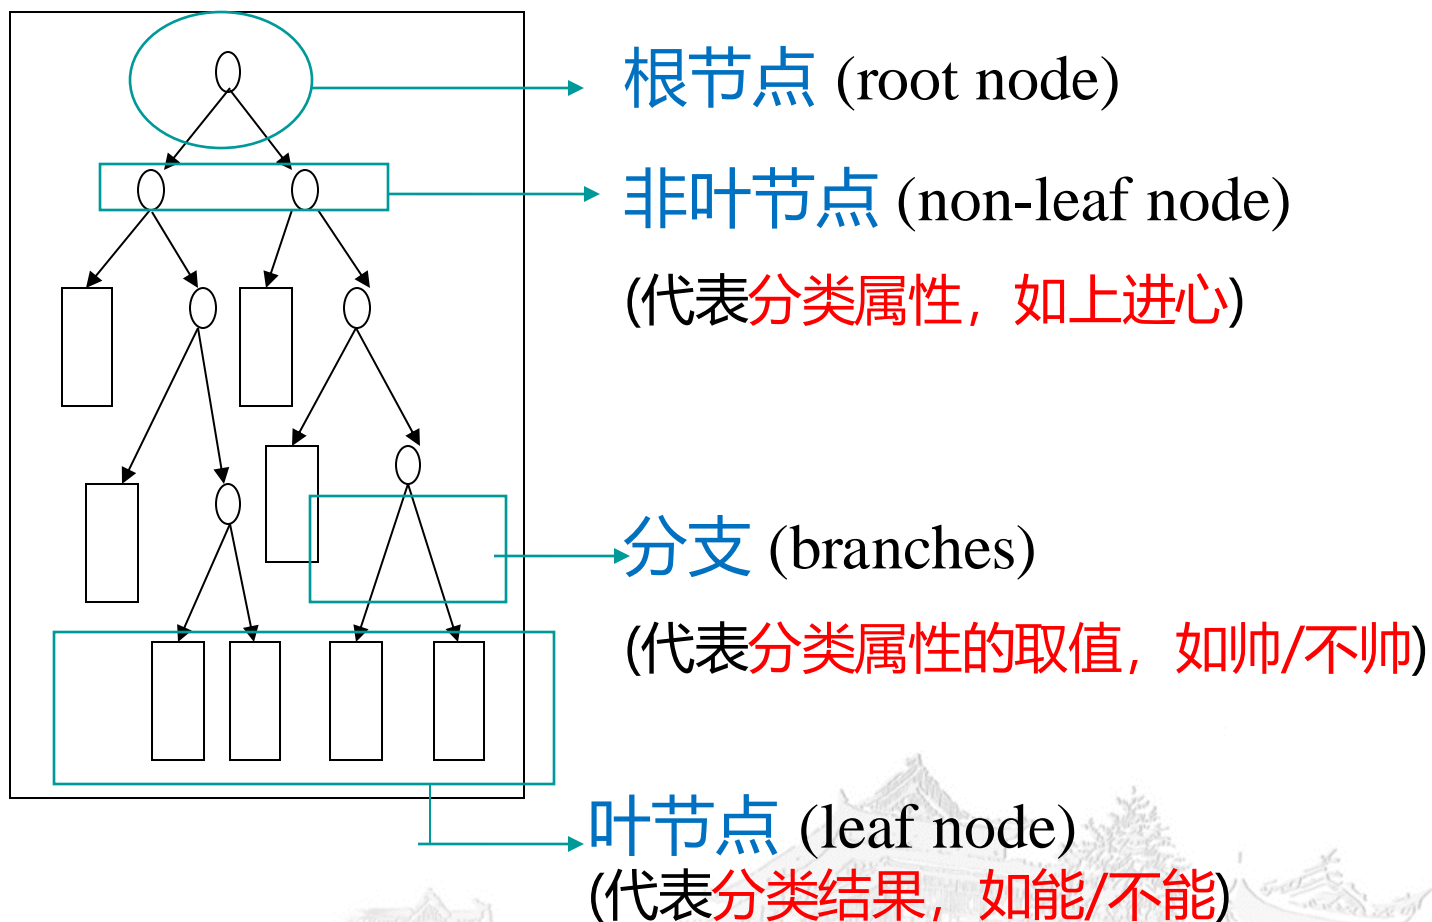 根节点 (root node)
非叶节点 (non-leaf node)
(代表分类属性，如上进心)
分支 (branches)
(代表分类属性的取值，如帅/不帅)
叶节点 (leaf node)
(代表分类结果，如能/不能)